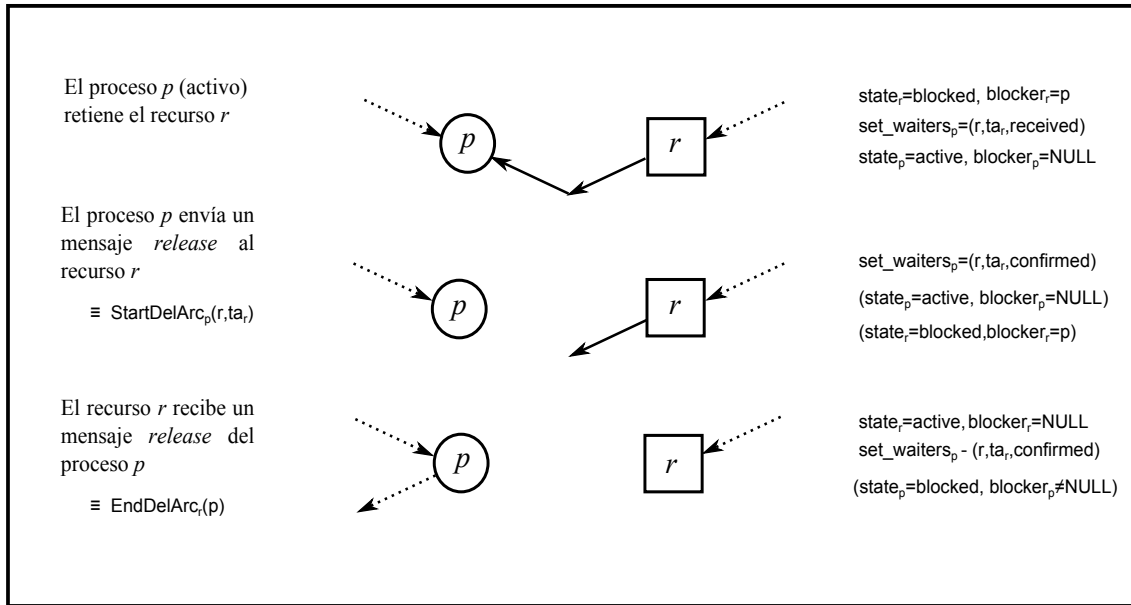 El proceso p (activo)
retiene el recurso r
p
r
state_r=blocked, blocker_r=p
set_waiters_p=(r,ta_r,received)
state_p=active, blocker_p=NULL
El proceso p envía un
mensaje release al
recurso r
≡ StartDelArc_p(r,ta_r)
p
r
set_waiters_p=(r,ta_r,confirmed)
(state_p=active, blocker_p=NULL)
(state_r=blocked,blocker_r=p)
El recurso r recibe un
mensaje release del
proceso p
≡ EndDelArc_r(p)
p
r
state_r=active, blocker_r=NULL
set_waiters_p - (r,ta_r,confirmed)
(state_p=blocked, blocker_p≠NULL)